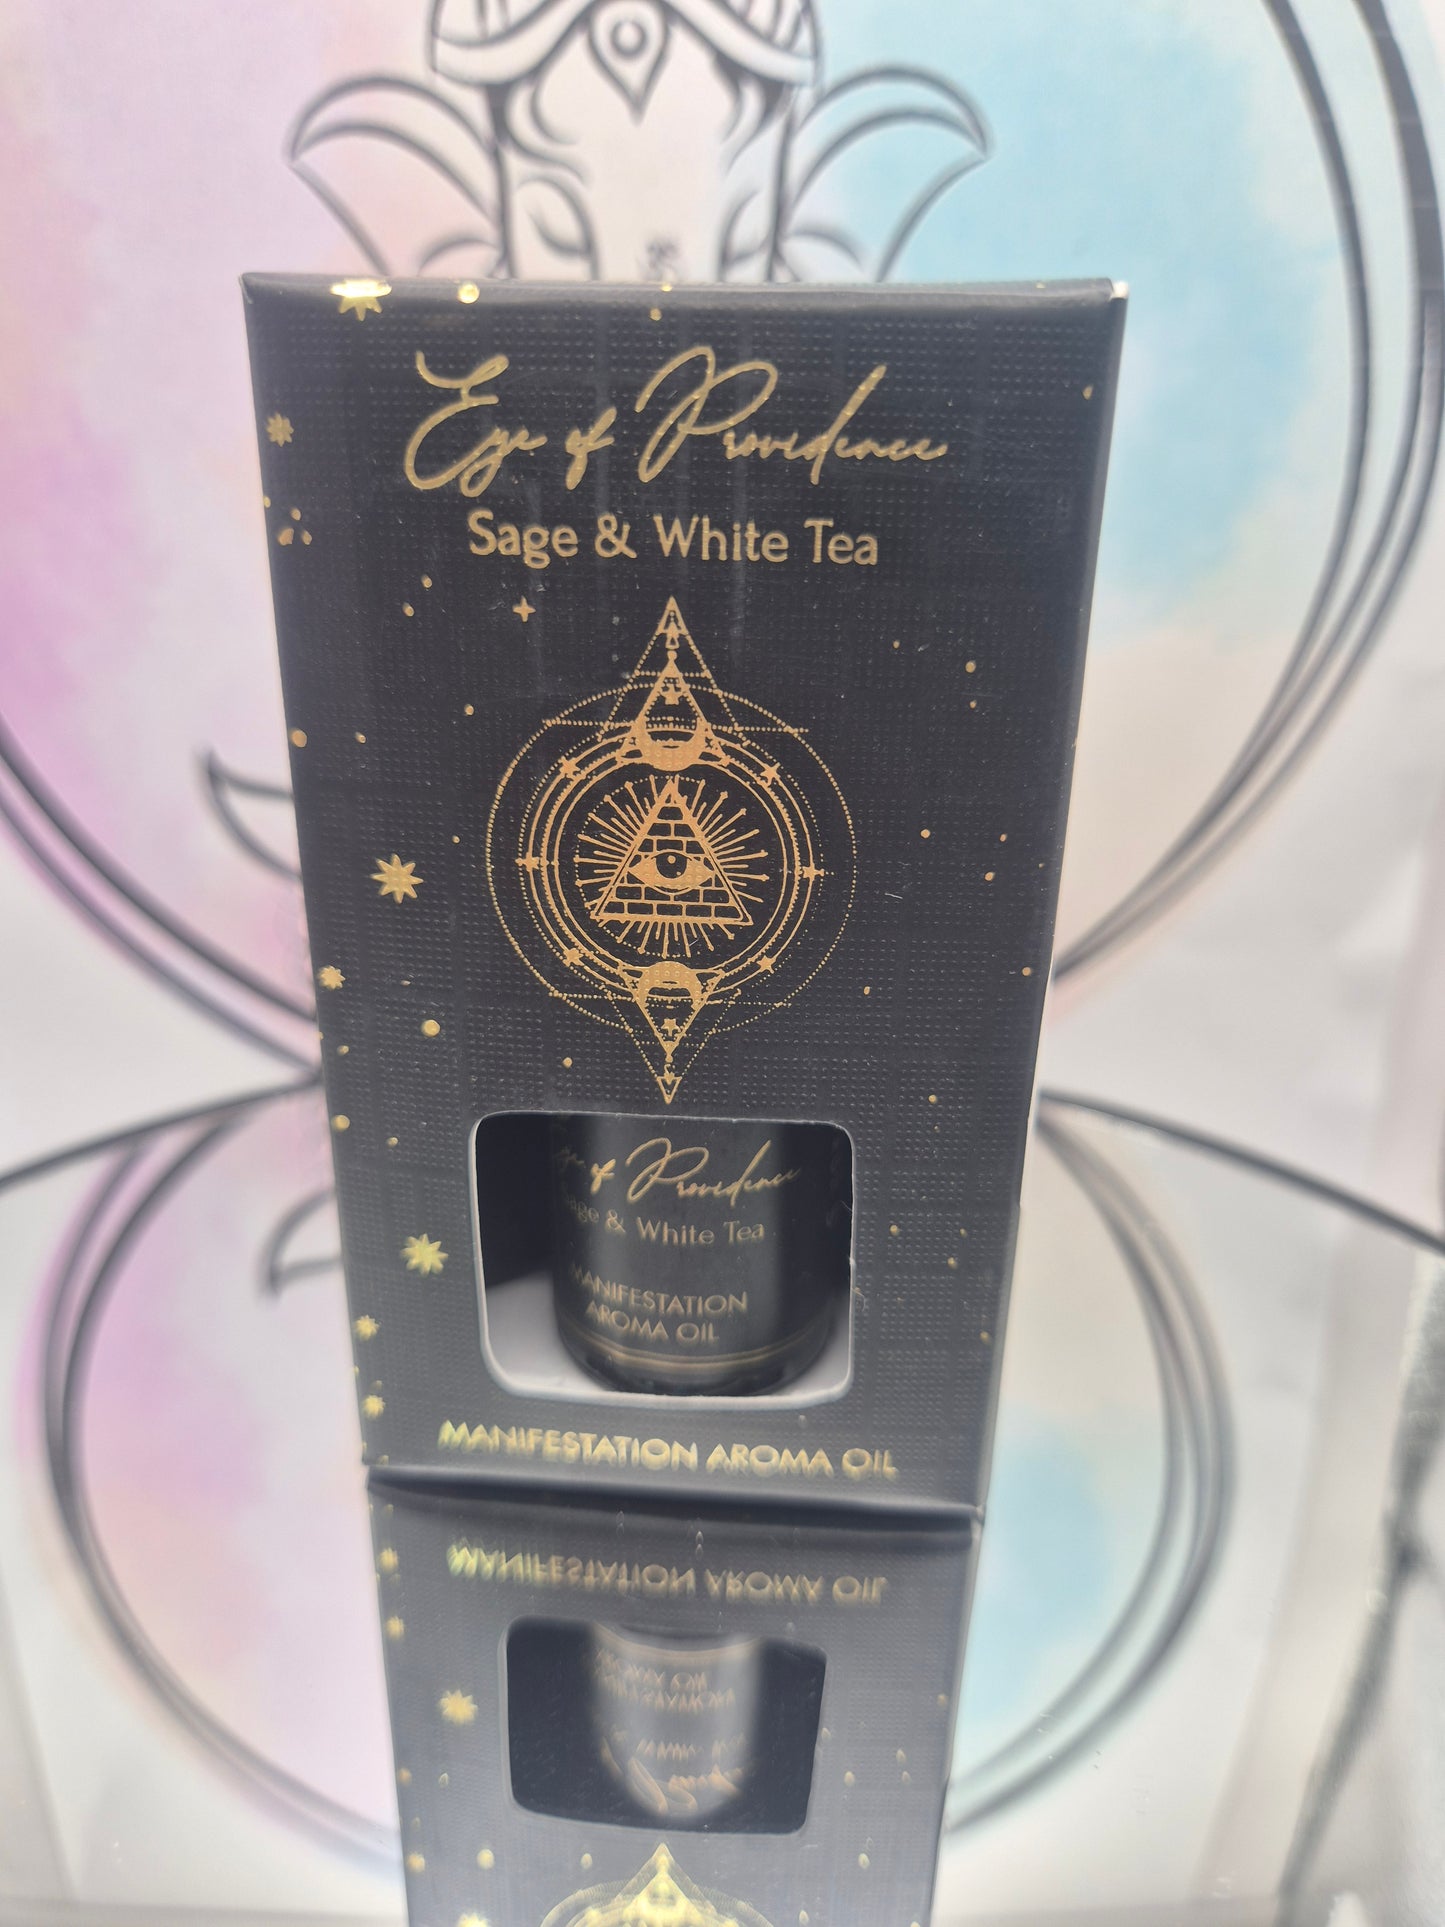 Eye of Providence
Sage & White Tea
Eye of Providence
Sage & White Tea
MANIFESTATION
AROMA OIL
MANIFESTATION AROMA OIL
MANIFESTATION AROMA OIL